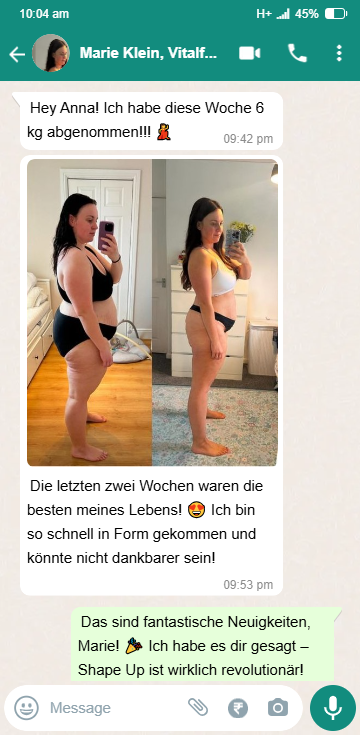 10:04 am H+ 45%
Marie Klein, Vitalf...
Hey Anna! Ich habe diese Woche 6
kg abgenommen!!! 💃
09:42 pm
Die letzten zwei Wochen waren die
besten meines Lebens! 😍 Ich bin
so schnell in Form gekommen und
könnte nicht dankbarer sein!
09:53 pm
Das sind fantastische Neuigkeiten,
Marie! 🎉 Ich habe es dir gesagt –
Shape Up ist wirklich revolutionär!
Message